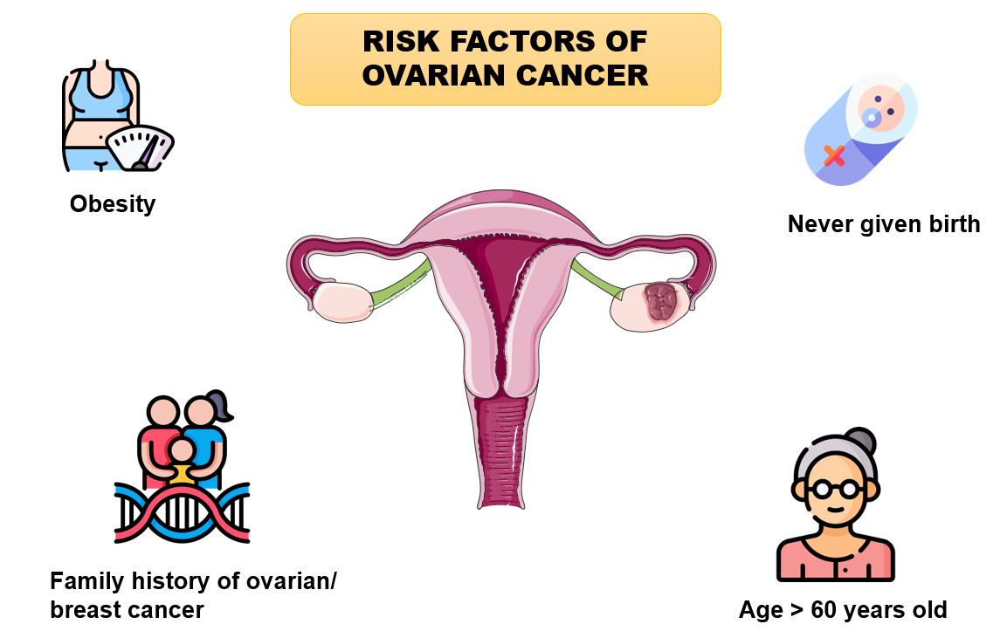 RISK FACTORS OF
OVARIAN CANCER
Obesity
Never given birth
Family history of ovarian/
breast cancer
Age > 60 years old